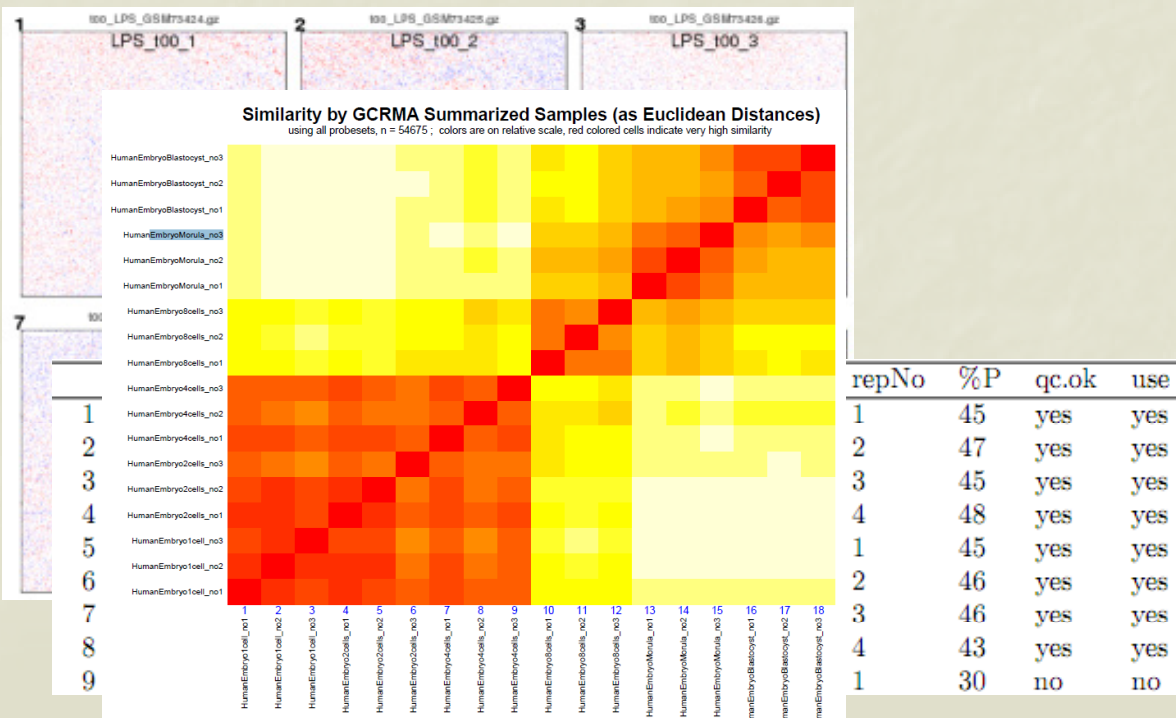 1 t00_LPS_GSM73424.gz 2 t00_LPS_GSM73425.gz 3 t00_LPS_GSM73426.gz
LPS_t00_1 LPS_t00_2 LPS_t00_3
Similarity by GCRMA Summarized Samples (as Euclidean Distances)
using all probesets, n = 54675 ; colors are on relative scale, red colored cells indicate very high similarity
HumanEmbryoBlastocyst_no3
HumanEmbryoBlastocyst_no2
HumanEmbryoBlastocyst_no1
HumanEmbryoMorula_no3
HumanEmbryoMorula_no2
HumanEmbryoMorula_no1
HumanEmbryo8cells_no3
HumanEmbryo8cells_no2
HumanEmbryo8cells_no1
HumanEmbryo4cells_no3
HumanEmbryo4cells_no2
HumanEmbryo4cells_no1
HumanEmbryo2cells_no3
HumanEmbryo2cells_no2
HumanEmbryo2cells_no1
HumanEmbryo1cell_no3
HumanEmbryo1cell_no2
HumanEmbryo1cell_no1
1 2 3 4 5 6 7 8 9 10 11 12 13 14 15 16 17 18
HumanEmbryo1cell_no1
HumanEmbryo1cell_no2
HumanEmbryo1cell_no3
HumanEmbryo2cells_no1
HumanEmbryo2cells_no2
HumanEmbryo2cells_no3
HumanEmbryo4cells_no1
HumanEmbryo4cells_no2
HumanEmbryo4cells_no3
HumanEmbryo8cells_no1
HumanEmbryo8cells_no2
HumanEmbryo8cells_no3
HumanEmbryoMorula_no1
HumanEmbryoMorula_no2
HumanEmbryoMorula_no3
manEmbryoBlastocyst_no1
manEmbryoBlastocyst_no2
manEmbryoBlastocyst_no3
7 t00
repNo %P qc.ok use
1 1 45 yes yes
2 2 47 yes yes
3 3 45 yes yes
4 4 48 yes yes
5 1 45 yes yes
6 2 46 yes yes
7 3 46 yes yes
8 4 43 yes yes
9 1 30 no no